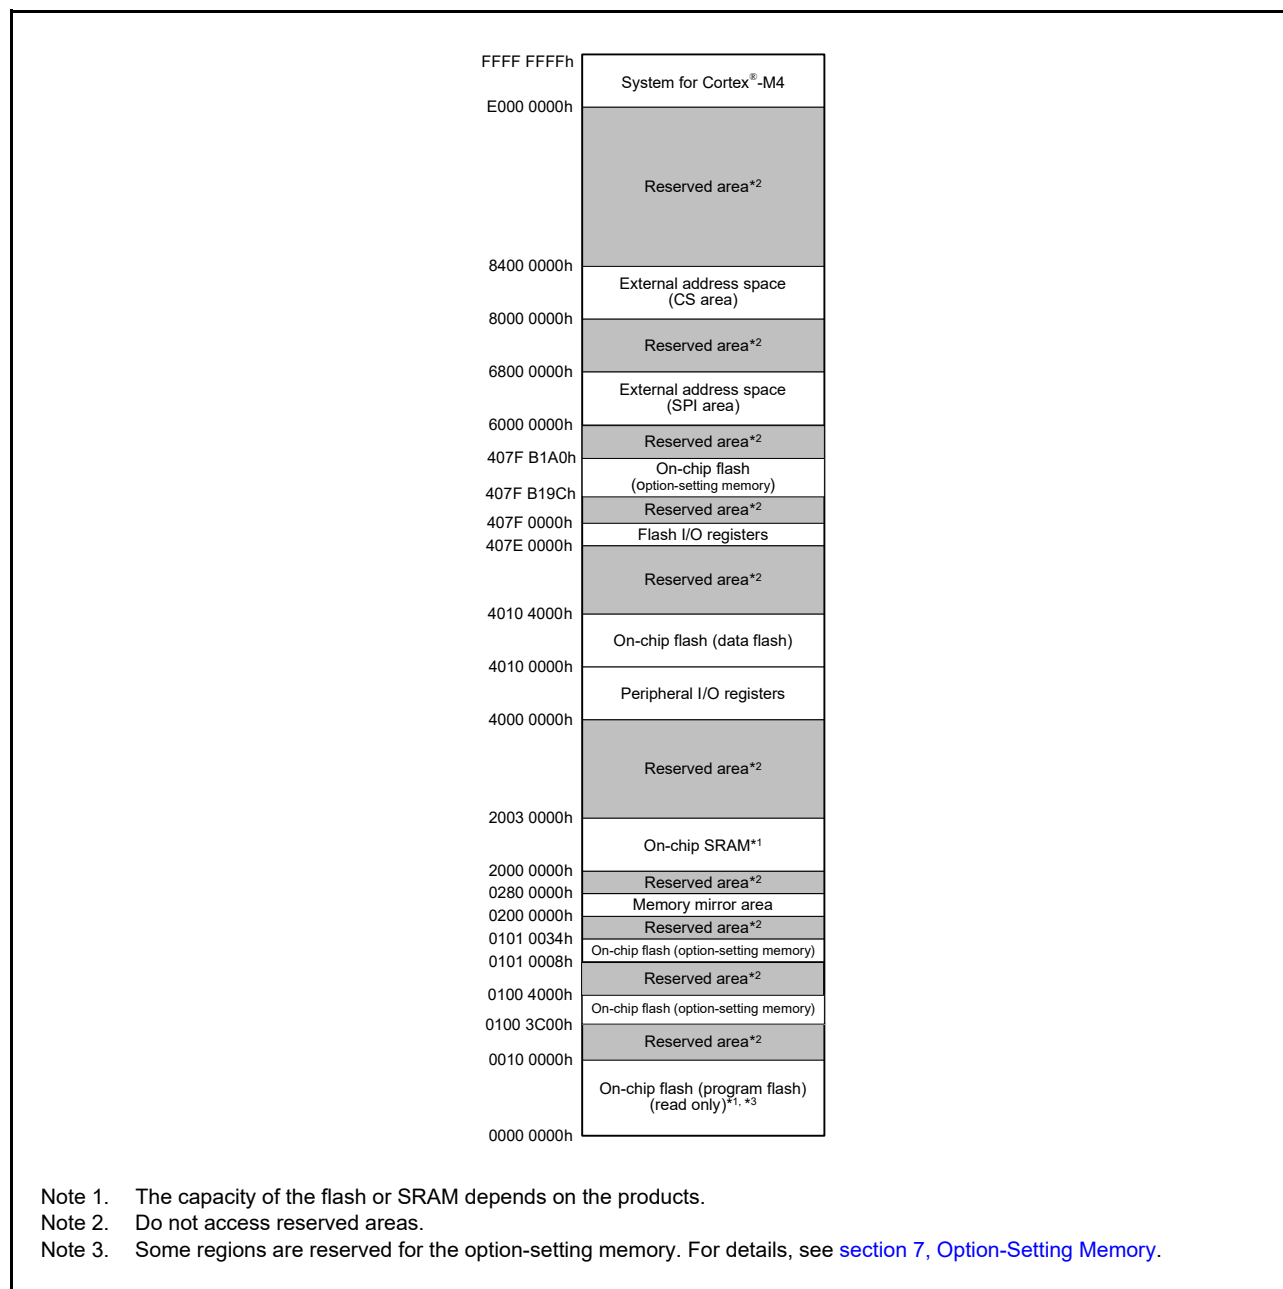 FFFF FFFFh
System for Cortex®-M4
E000 0000h
Reserved area*2
8400 0000h
External address space
(CS area)
8000 0000h
Reserved area*2
6800 0000h
External address space
(SPI area)
6000 0000h
Reserved area*2
407F B1A0h
On-chip flash
(option-setting memory)
407F B19Ch
Reserved area*2
407F 0000h
Flash I/O registers
407E 0000h
Reserved area*2
4010 4000h
On-chip flash (data flash)
4010 0000h
Peripheral I/O registers
4000 0000h
Reserved area*2
2003 0000h
On-chip SRAM*1
2000 0000h
Reserved area*2
0280 0000h
Memory mirror area
0200 0000h
Reserved area*2
0101 0034h
On-chip flash (option-setting memory)
0101 0008h
Reserved area*2
0100 4000h
On-chip flash (option-setting memory)
0100 3C00h
Reserved area*2
0010 0000h
On-chip flash (program flash)
(read only)*1, *3
0000 0000h
Note 1. The capacity of the flash or SRAM depends on the products.
Note 2. Do not access reserved areas.
Note 3. Some regions are reserved for the option-setting memory. For details, see section 7, Option-Setting Memory.